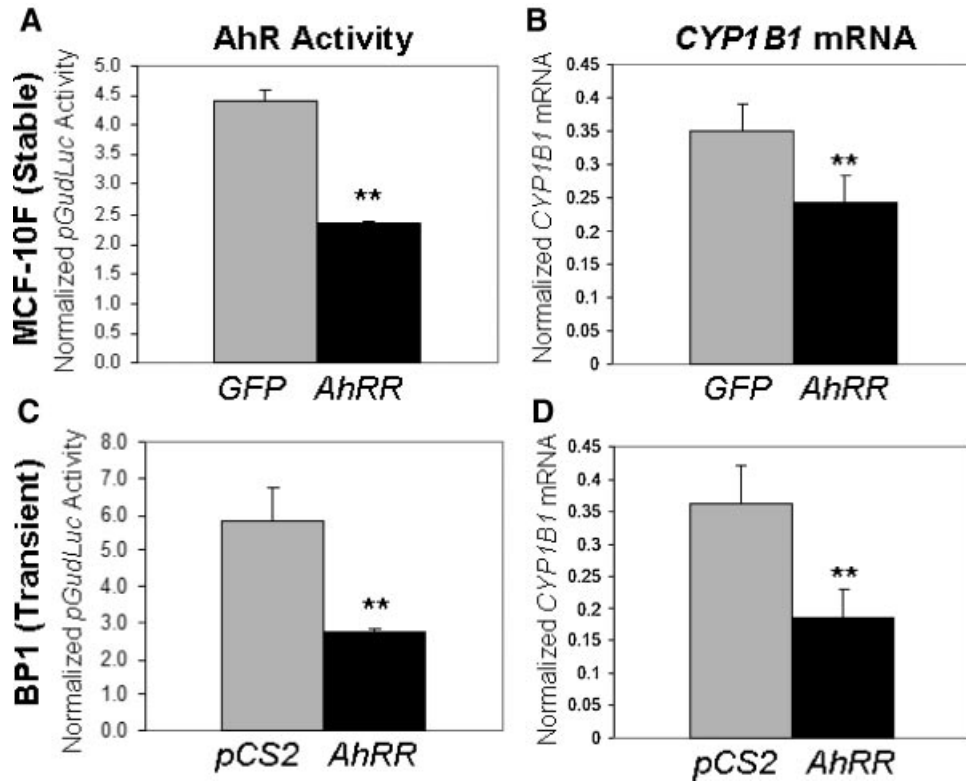 A
AhR Activity
MCF-10F (Stable)
Normalized pGudLuc Activity
5.0
4.5
4.0
3.5
3.0
2.5
2.0
1.5
1.0
0.5
0.0
**
GFP AhRR
B
CYP1B1 mRNA
Normalized CYP1B1 mRNA
0.45
0.4
0.35
0.3
0.25
0.2
0.15
0.1
0.05
0
**
GFP AhRR
C
BP1 (Transient)
Normalized pGudLuc Activity
8.0
7.0
6.0
5.0
4.0
3.0
2.0
1.0
0.0
**
pCS2 AhRR
D
Normalized CYP1B1 mRNA
0.45
0.4
0.35
0.3
0.25
0.2
0.15
0.1
0.05
0
**
pCS2 AhRR